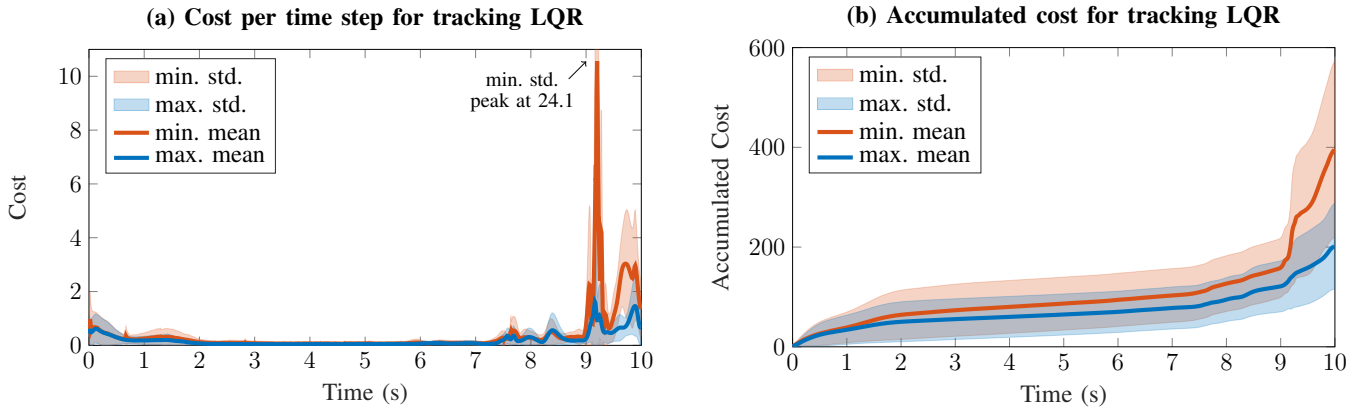 (a) Cost per time step for tracking LQR
10
8
6
4
2
0
Cost
min. std.
max. std.
min. mean
max. mean
min. std.
peak at 24.1
0 1 2 3 4 5 6 7 8 9 10
Time (s)
(b) Accumulated cost for tracking LQR
600
400
200
0
Accumulated Cost
min. std.
max. std.
min. mean
max. mean
0 1 2 3 4 5 6 7 8 9 10
Time (s)